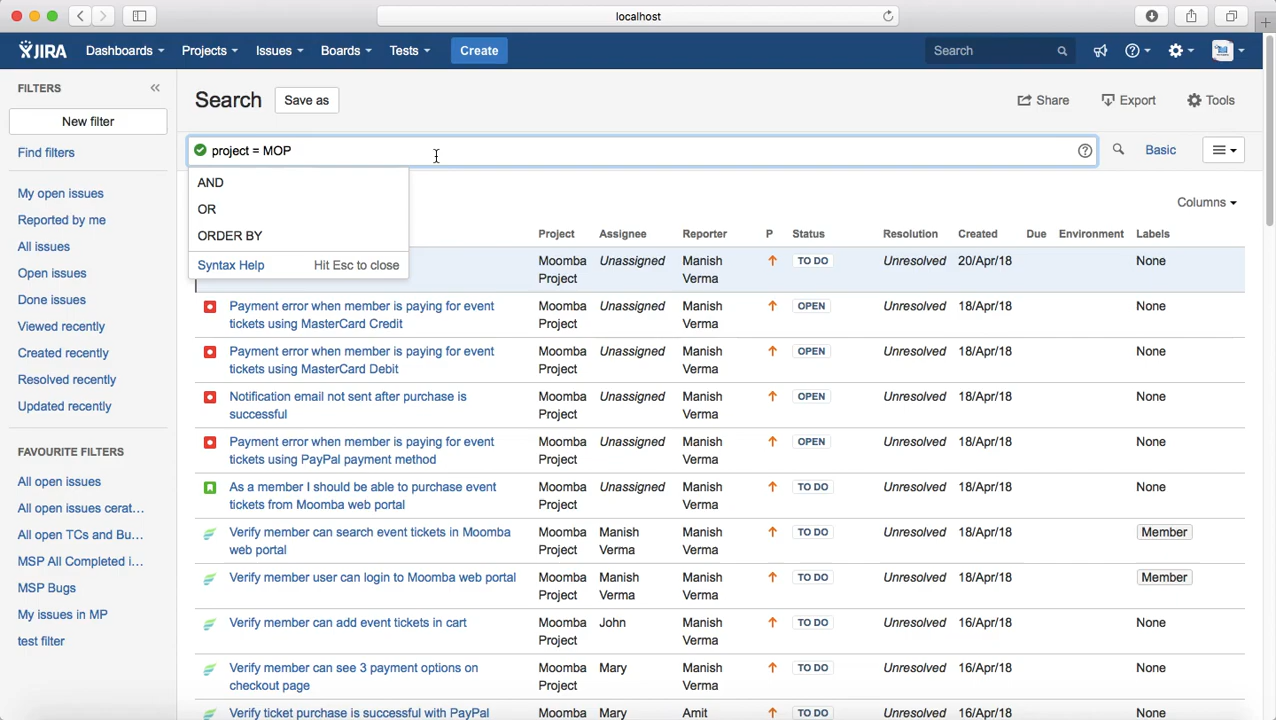 localhost
JIRA Dashboards Projects Issues Boards Tests Create Search
FILTERS
New filter
Find filters
My open issues
Reported by me
All issues
Open issues
Done issues
Viewed recently
Created recently
Resolved recently
Updated recently
FAVOURITE FILTERS
All open issues
All open issues cerat...
All open TCs and Bu...
MSP All Completed i...
MSP Bugs
My issues in MP
test filter
Search Save as Share Export Tools
project = MOP Basic
AND
OR
ORDER BY
Syntax Help Hit Esc to close
Columns
Project Assignee Reporter P Status Resolution Created Due Environment Labels
Moomba Unassigned Manish TO DO Unresolved 20/Apr/18 None
Project Verma
Payment error when member is paying for event Moomba Unassigned Manish OPEN Unresolved 18/Apr/18 None
tickets using MasterCard Credit Project Verma
Payment error when member is paying for event Moomba Unassigned Manish OPEN Unresolved 18/Apr/18 None
tickets using MasterCard Debit Project Verma
Notification email not sent after purchase is Moomba Unassigned Manish OPEN Unresolved 18/Apr/18 None
successful Project Verma
Payment error when member is paying for event Moomba Unassigned Manish OPEN Unresolved 18/Apr/18 None
tickets using PayPal payment method Project Verma
As a member I should be able to purchase event Moomba Unassigned Manish TO DO Unresolved 18/Apr/18 None
tickets from Moomba web portal Project Verma
Verify member can search event tickets in Moomba Moomba Manish Manish TO DO Unresolved 18/Apr/18 Member
web portal Project Verma Verma
Verify member user can login to Moomba web portal Moomba Manish Manish TO DO Unresolved 18/Apr/18 Member
Project Verma Verma
Verify member can add event tickets in cart Moomba John Manish TO DO Unresolved 16/Apr/18 None
Project Verma
Verify member can see 3 payment options on Moomba Mary Manish TO DO Unresolved 16/Apr/18 None
checkout page Project Verma
Verify ticket purchase is successful with PayPal Moomba Mary Amit TO DO Unresolved 16/Apr/18 None